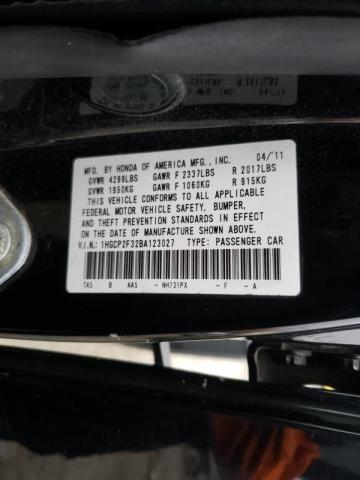 MFD. BY HONDA OF AMERICA MFG., INC. 04/'11
GVWR 4299LBS GAWR F 2337LBS R 2017LBS
GVWR 1950KG GAWR F 1060KG R 915KG
THIS VEHICLE CONFORMS TO ALL APPLICABLE
FEDERAL MOTOR VEHICLE SAFETY, BUMPER,
AND THEFT PREVENTION STANDARDS IN EFFECT
ON THE DATE OF MANUFACTURE SHOWN ABOVE.
V.I.N.: 1HGCP2F32BA123027 TYPE: PASSENGER CAR
TA5 B AA5 - NH731PX - F - A